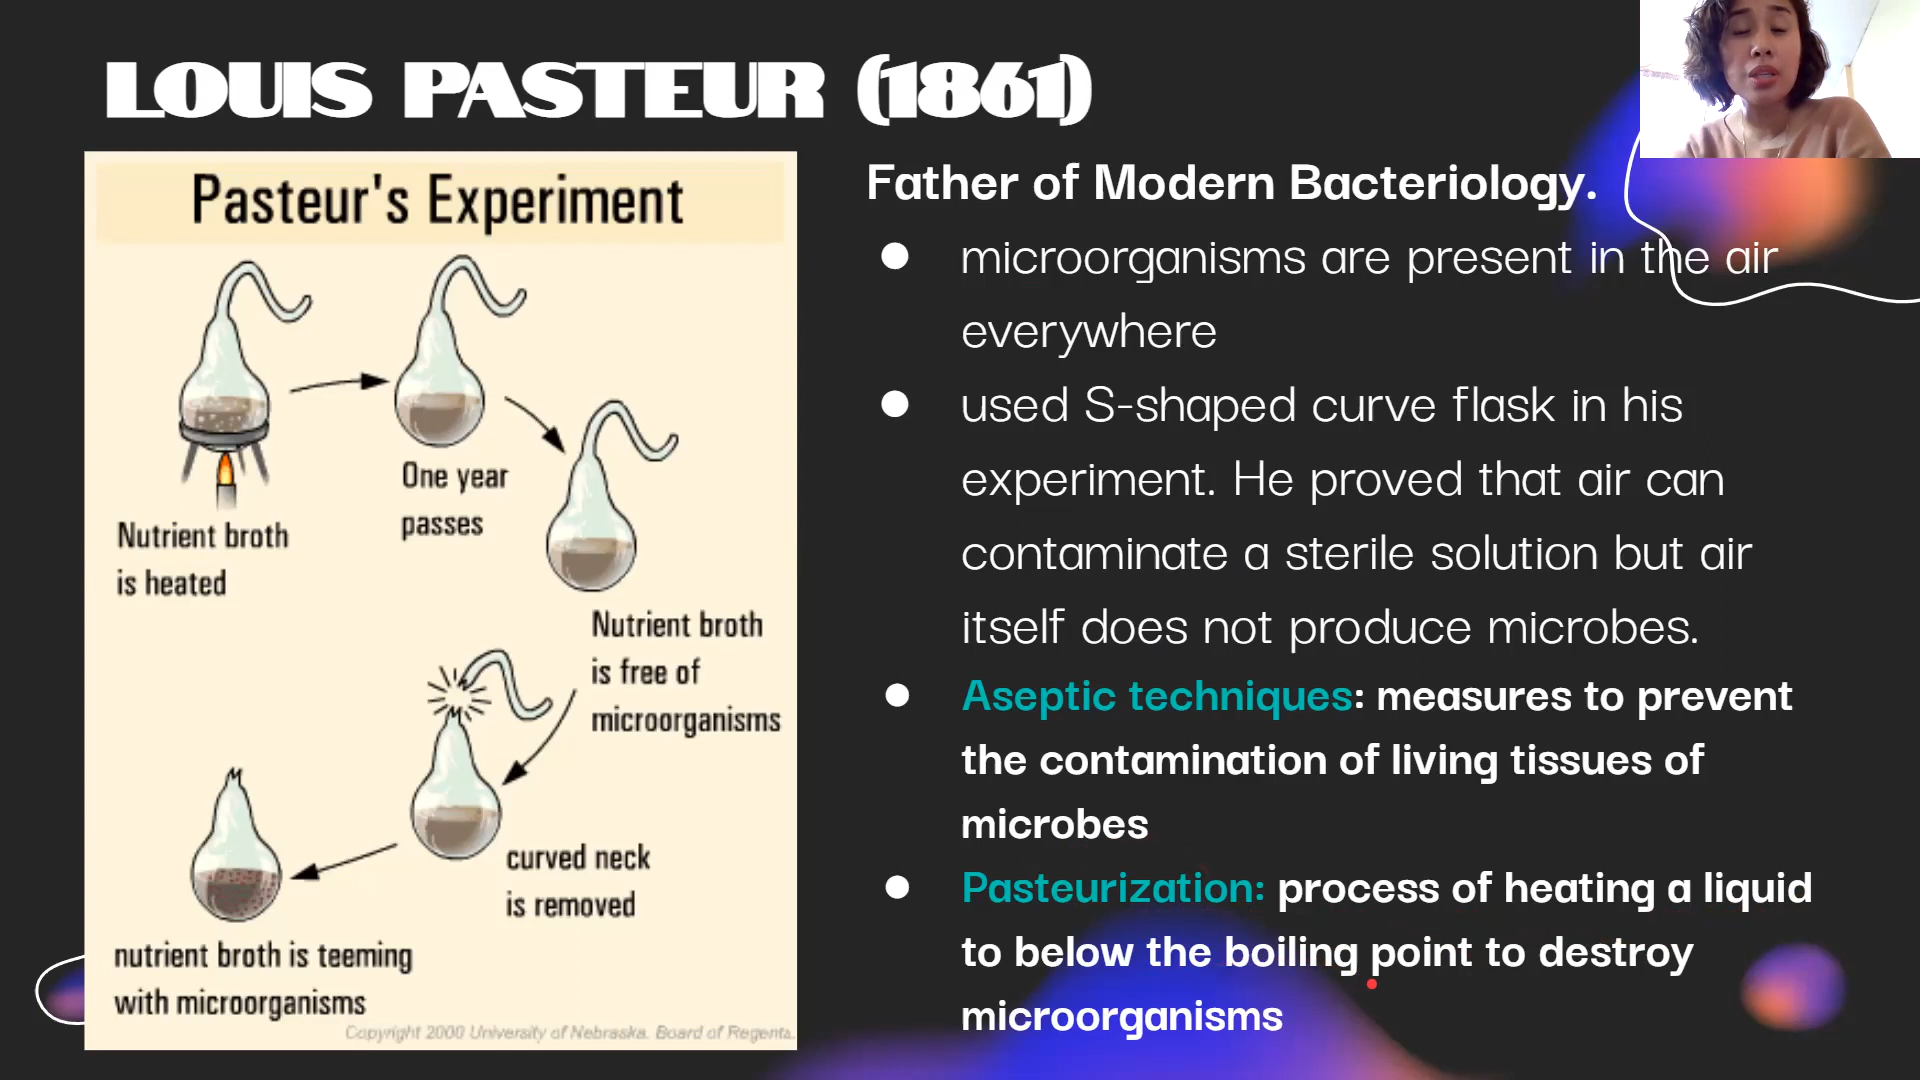 LOUIS PASTEUR (1861)
Pasteur's Experiment
Nutrient broth
is heated
One year
passes
Nutrient broth
is free of
microorganisms
curved neck
is removed
nutrient broth is teeming
with microorganisms
Copyright 2000 University of Nebraska. Board of Regents.
Father of Modern Bacteriology.
● microorganisms are present in the air
everywhere
● used S-shaped curve flask in his
experiment. He proved that air can
contaminate a sterile solution but air
itself does not produce microbes.
● Aseptic techniques: measures to prevent
the contamination of living tissues of
microbes
● Pasteurization: process of heating a liquid
to below the boiling point to destroy
microorganisms